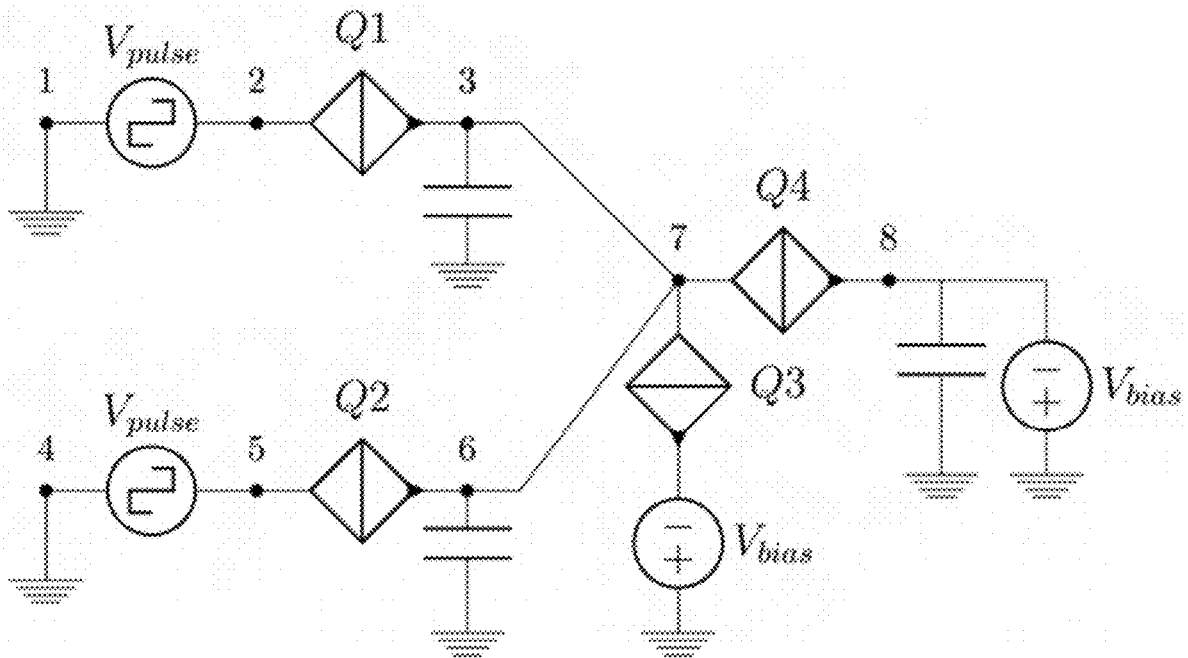 V_pulse
Q1
1
2
3
Q4
7
8
Q3
− +
V_bias
V_pulse
Q2
4
5
6
− +
V_bias